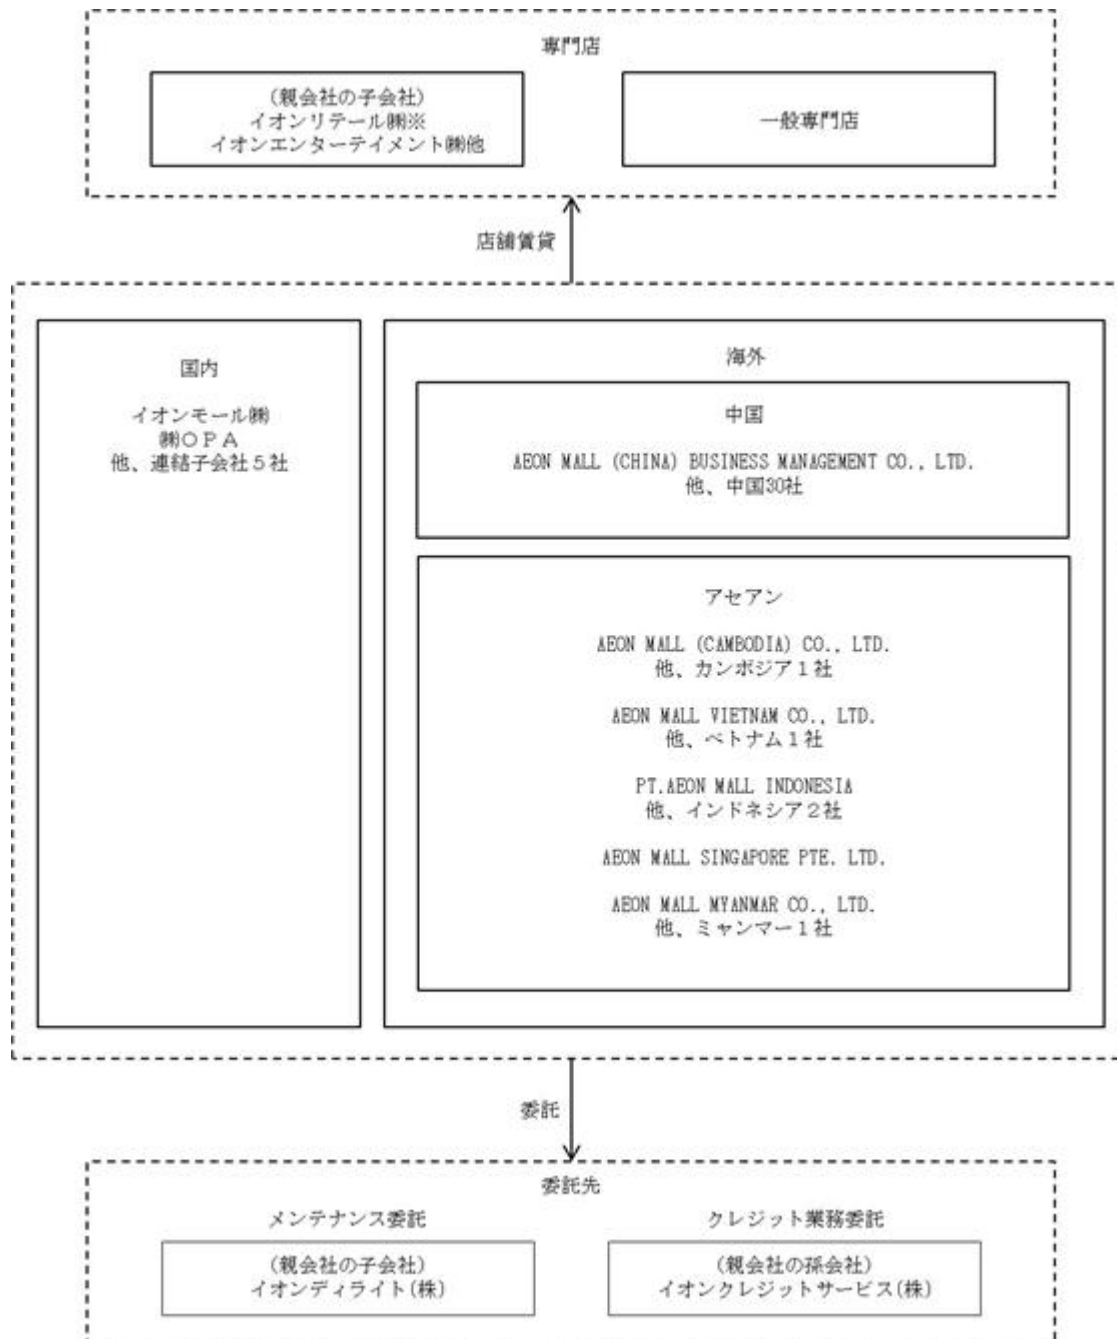 専門店
(親会社の子会社)
イオンリテール㈱※
イオンエンターテイメント㈱他
一般専門店
店舗賃貸
国内
イオンモール㈱
㈱OPA
他、連結子会社5社
海外
中国
AEON MALL (CHINA) BUSINESS MANAGEMENT CO., LTD.
他、中国30社
アセアン
AEON MALL (CAMBODIA) CO., LTD.
他、カンボジア1社
AEON MALL VIETNAM CO., LTD.
他、ベトナム1社
PT.AEON MALL INDONESIA
他、インドネシア2社
AEON MALL SINGAPORE PTE. LTD.
AEON MALL MYANMAR CO., LTD.
他、ミャンマー1社
委託
委託先
メンテナンス委託
(親会社の子会社)
イオンディライト(株)
クレジット業務委託
(親会社の孫会社)
イオンクレジットサービス(株)